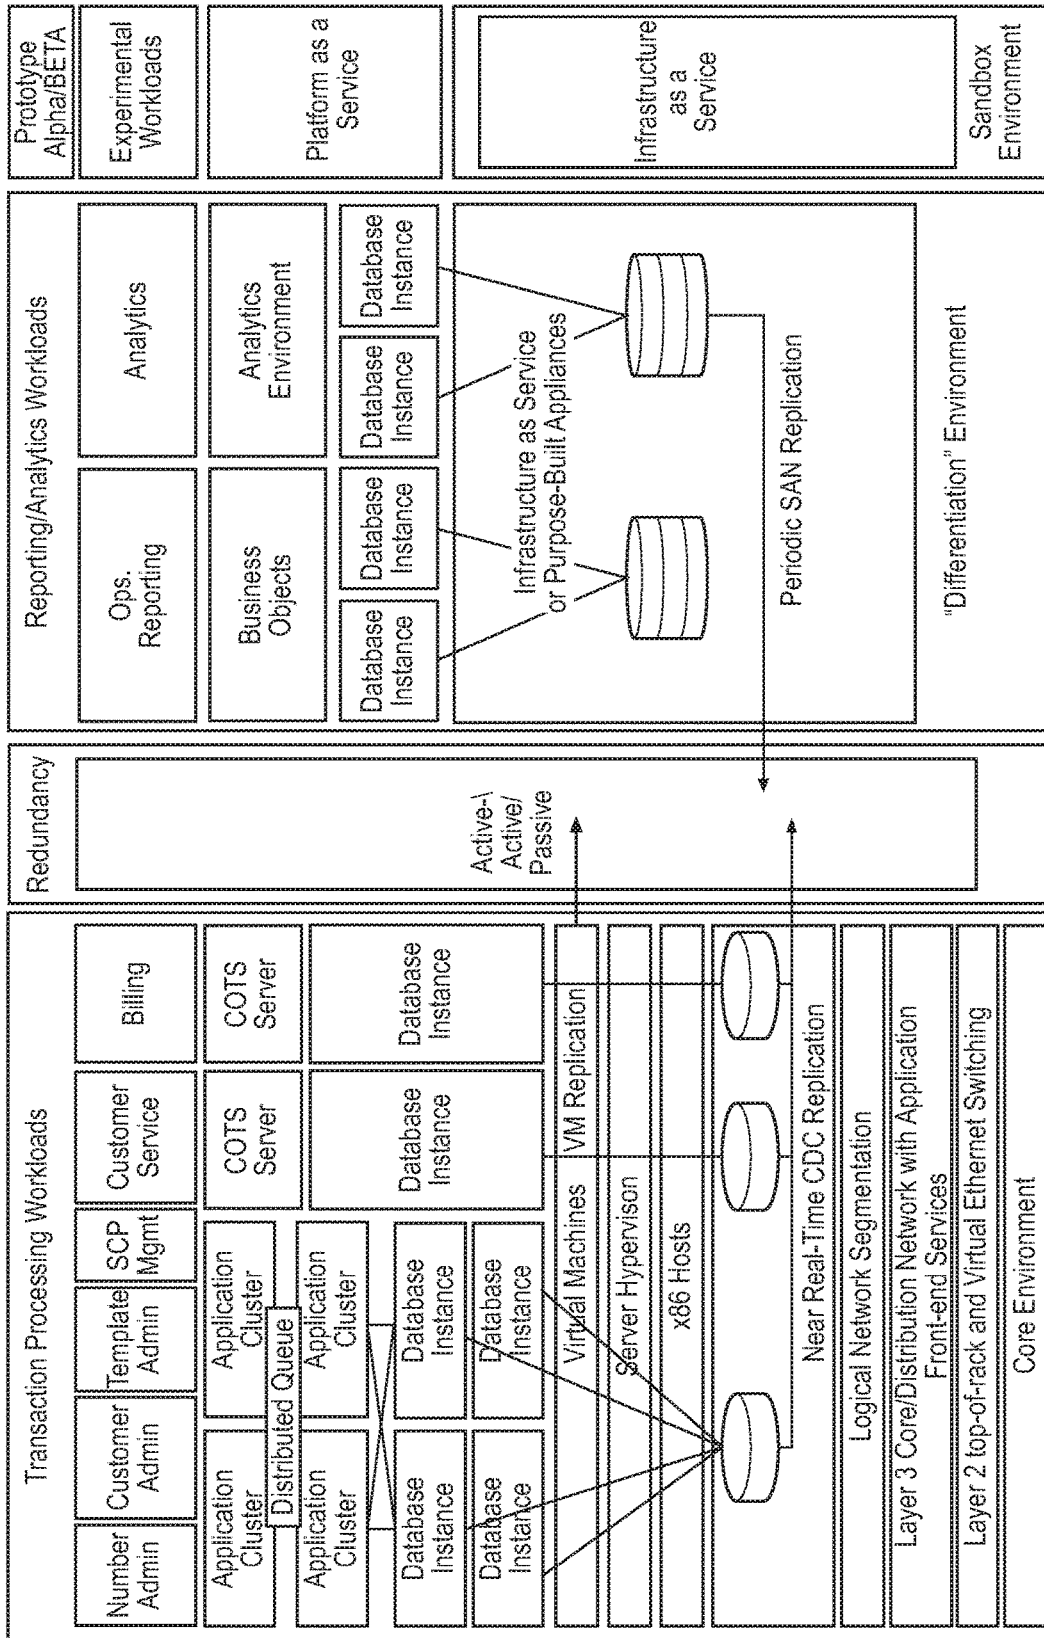 Transaction Processing Workloads
Number
Admin
Customer
Admin
Template
Admin
SCP
Mgmt
Customer
Service
Billing
Application
Cluster
Application
Cluster
COTS
Server
COTS
Server
Distributed Queue
Application
Cluster
Application
Cluster
Database
Instance
Database
Instance
Database
Instance
Database
Instance
Database
Instance
Database
Instance
Virtual Machines
VM Replication
Server Hypervison
x86 Hosts
Near Real-Time CDC Replication
Logical Network Segmentation
Layer 3 Core/Distribution Network with Application
Front-end Services
Layer 2 top-of-rack and Virtual Ethernet Switching
Core Environment
Redundancy
Active-\
Active/
Passive
Reporting/Analytics Workloads
Ops.
Reporting
Analytics
Business
Objects
Analytics
Environment
Database
Instance
Database
Instance
Database
Instance
Database
Instance
Infrastructure as Service
or Purpose-Built Appliances
Periodic SAN Replication
"Differentiation" Environment
Prototype
Alpha/BETA
Experimental
Workloads
Platform as a
Service
Infrastructure
as a
Service
Sandbox
Environment